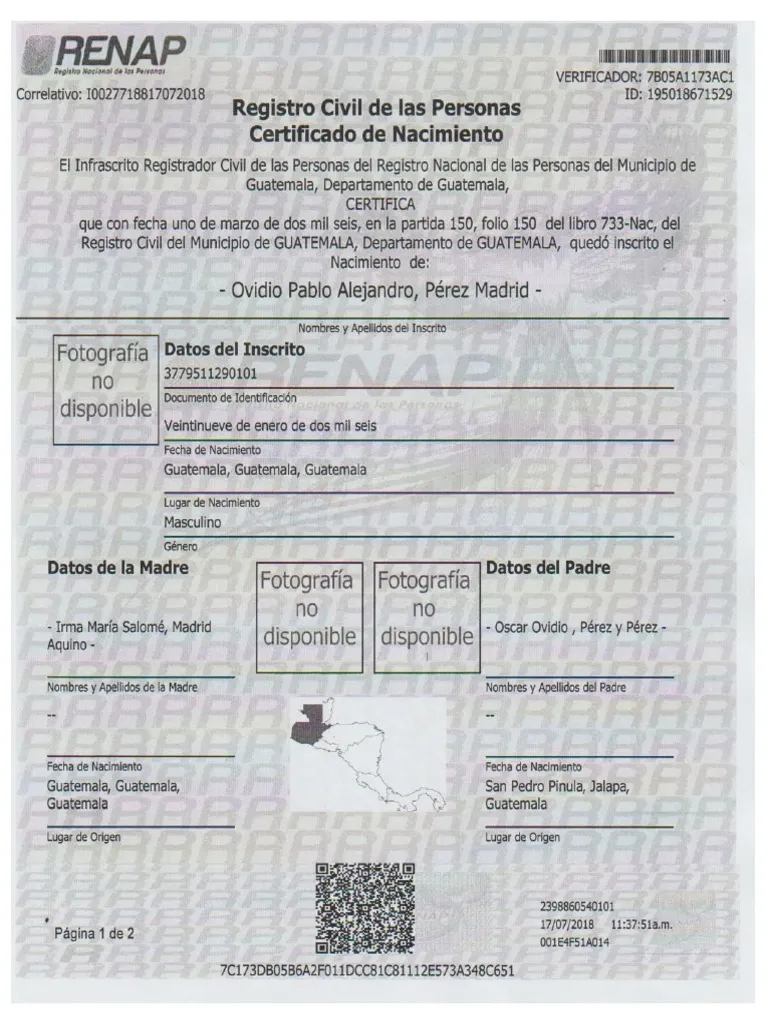 RENAP
Registro Nacional de las Personas
VERIFICADOR: 7B05A1173AC1
Correlativo: I0027718817072018
ID: 195018671529
Registro Civil de las Personas
Certificado de Nacimiento
El Infrascrito Registrador Civil de las Personas del Registro Nacional de las Personas del Municipio de
Guatemala, Departamento de Guatemala,
CERTIFICA
que con fecha uno de marzo de dos mil seis, en la partida 150, folio 150 del libro 733-Nac, del
Registro Civil del Municipio de GUATEMALA, Departamento de GUATEMALA, quedó inscrito el
Nacimiento de:
- Ovidio Pablo Alejandro, Pérez Madrid -
Nombres y Apellidos del Inscrito
Fotografía
no
disponible
Datos del Inscrito
3779511290101
Documento de Identificación
Veintinueve de enero de dos mil seis
Fecha de Nacimiento
Guatemala, Guatemala, Guatemala
Lugar de Nacimiento
Masculino
Género
Datos de la Madre
- Irma María Salomé, Madrid
Aquino -
Nombres y Apellidos de la Madre
--
Fecha de Nacimiento
Guatemala, Guatemala,
Guatemala
Lugar de Origen
Fotografía
no
disponible
Fotografía
no
disponible
Datos del Padre
- Oscar Ovidio , Pérez y Pérez -
Nombres y Apellidos del Padre
--
Fecha de Nacimiento
San Pedro Pinula, Jalapa,
Guatemala
Lugar de Origen
Página 1 de 2
2398860540101
17/07/2018 11:37:51a.m.
001E4F51A014
7C173DB05B6A2F011DCC81C81112E573A348C651